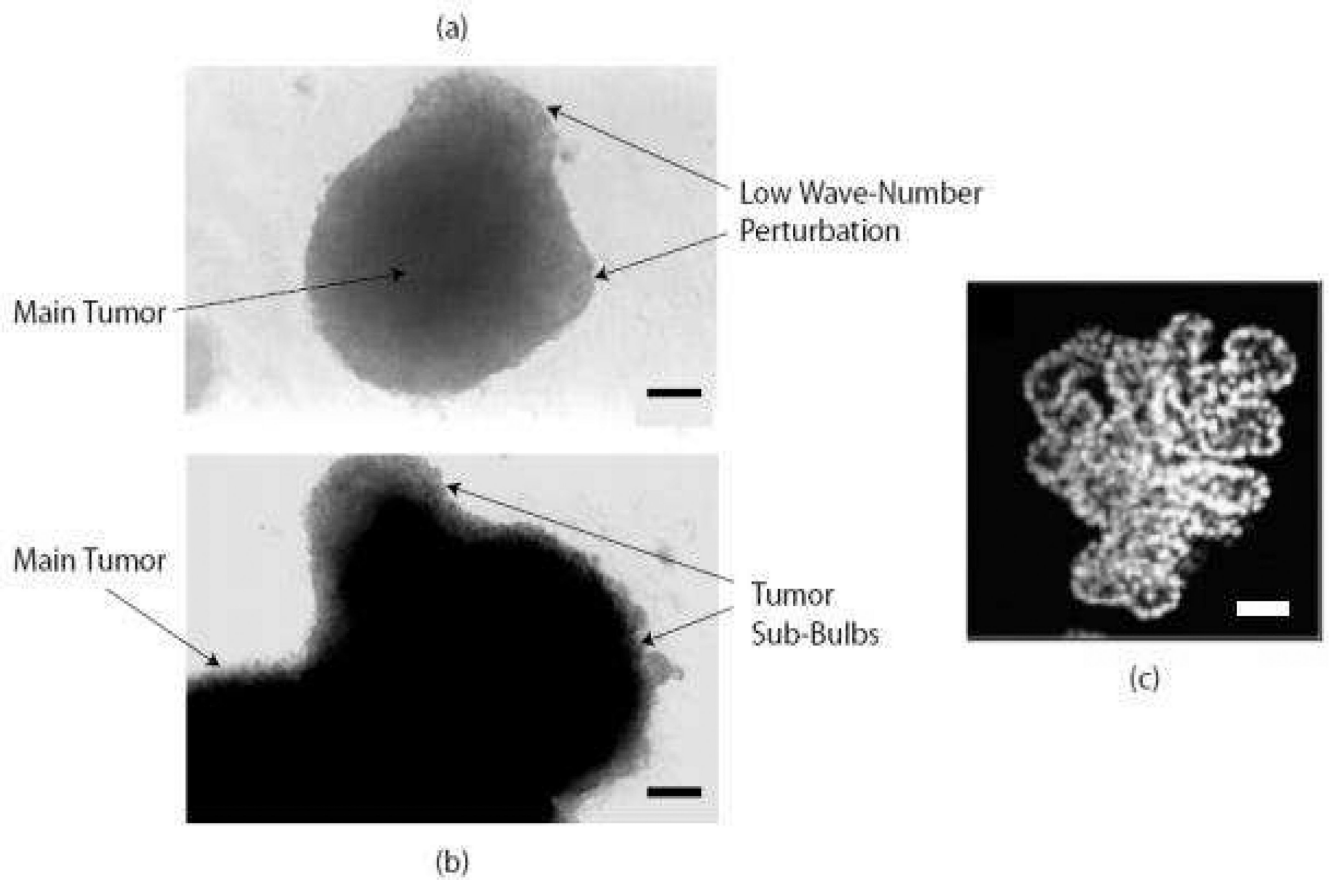 (a)
Low Wave-Number
Perturbation
Main Tumor
Main Tumor
Tumor
Sub-Bulbs
(c)
(b)